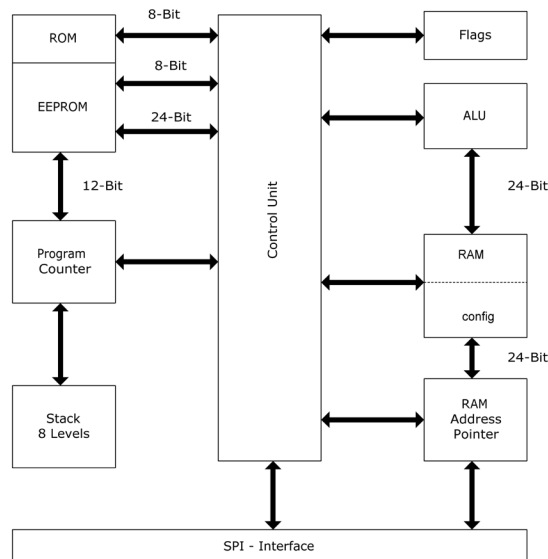 8-Bit
ROM
8-Bit
EEPROM
24-Bit
12-Bit
Program
Counter
Stack
8 Levels
Control Unit
Flags
ALU
24-Bit
RAM
config
24-Bit
RAM
Address
Pointer
SPI - Interface